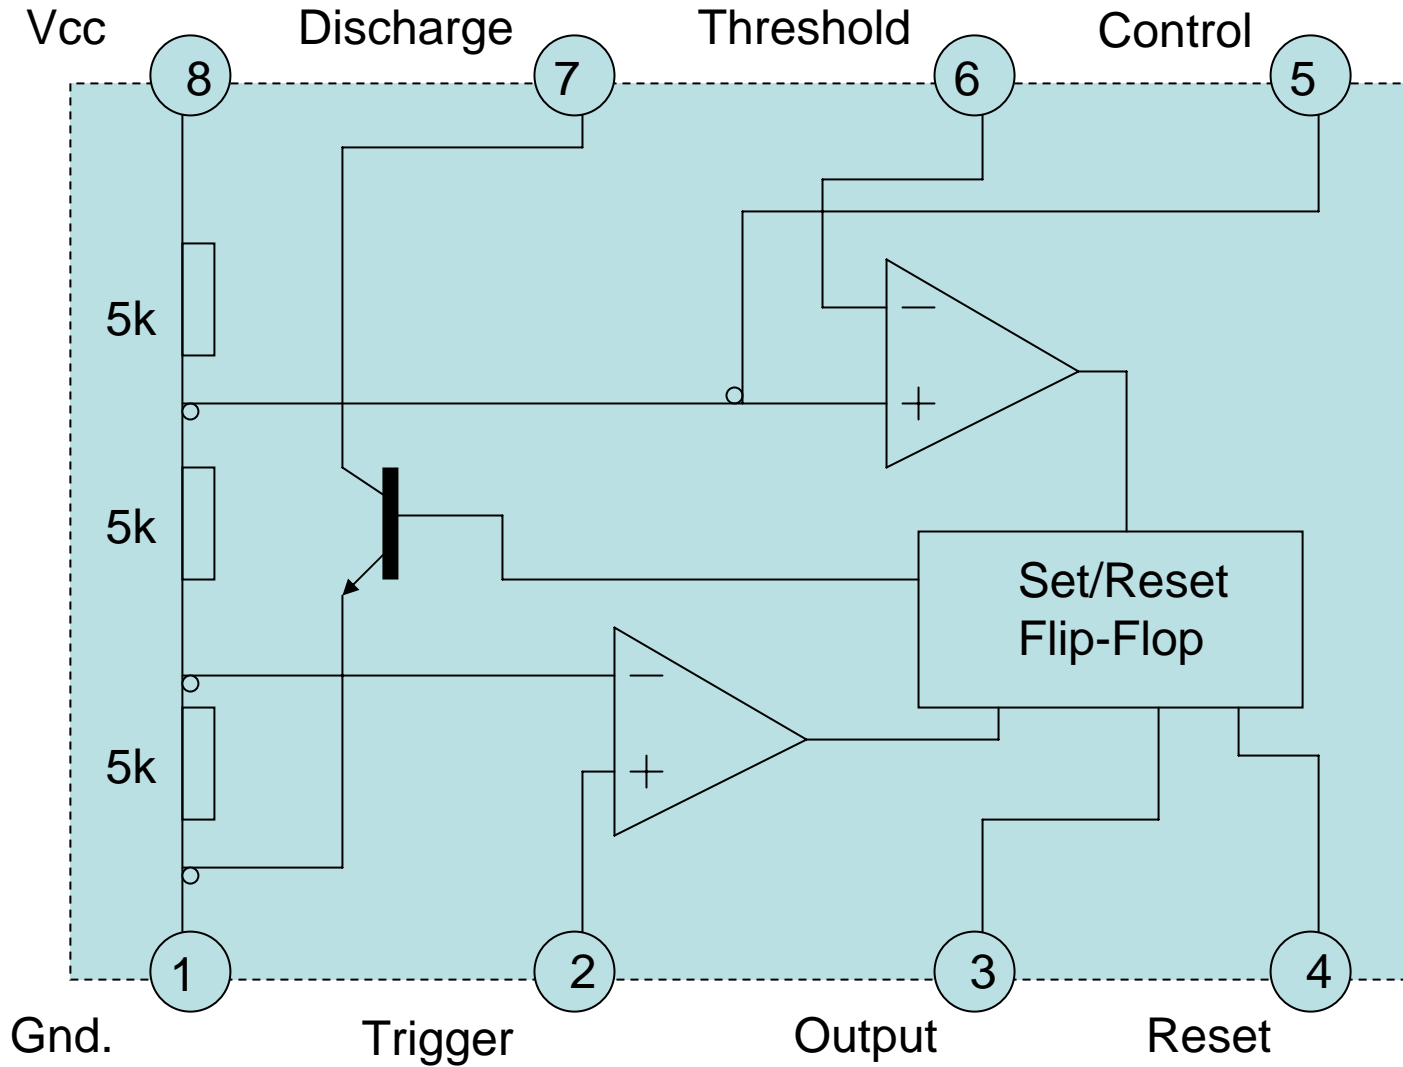 Vcc Discharge Threshold Control
8 7 6 5
5k
−
+
5k
Set/Reset
Flip-Flop
−
5k
+
1 2 3 4
Gnd. Trigger Output Reset